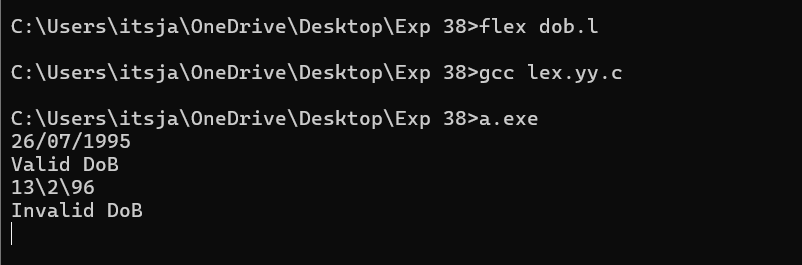 C:\Users\itsja\OneDrive\Desktop\Exp 38>flex dob.l
C:\Users\itsja\OneDrive\Desktop\Exp 38>gcc lex.yy.c
C:\Users\itsja\OneDrive\Desktop\Exp 38>a.exe
26/07/1995
Valid DoB
13\2\96
Invalid DoB